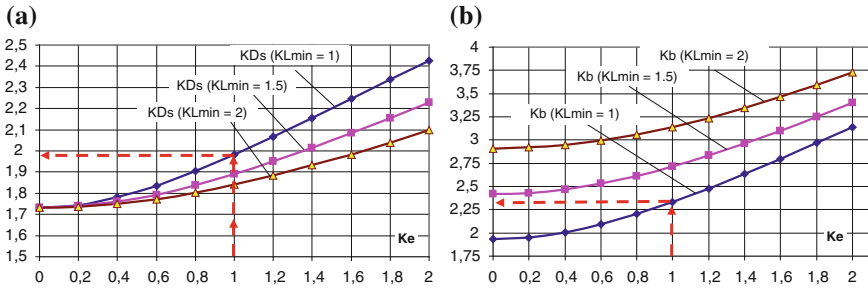 (a)
2,5
2,4
2,3
2,2
2,1
2
1,9
1,8
1,7
1,6
1,5
KDs (KLmin = 1)
KDs (KLmin = 1.5)
KDs (KLmin = 2)
Ke
0 0,2 0,4 0,6 0,8 1 1,2 1,4 1,6 1,8 2
(b)
4
3,75
3,5
3,25
3
2,75
2,5
2,25
2
1,75
Kb (KLmin = 2)
Kb (KLmin = 1.5)
Kb (KLmin = 1)
Ke
0 0,2 0,4 0,6 0,8 1 1,2 1,4 1,6 1,8 2